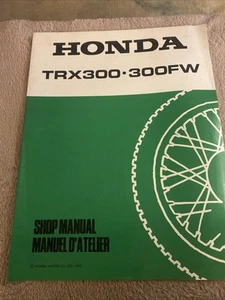 HONDA
TRX300·300FW
SHOP MANUAL
MANUEL D'ATELIER